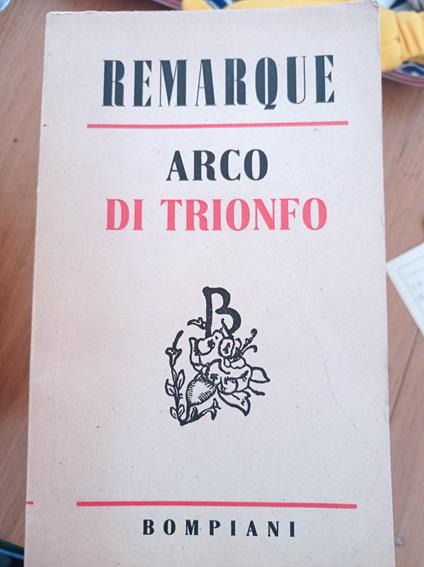 REMARQUE
ARCO
DI TRIONFO
B
BOMPIANI